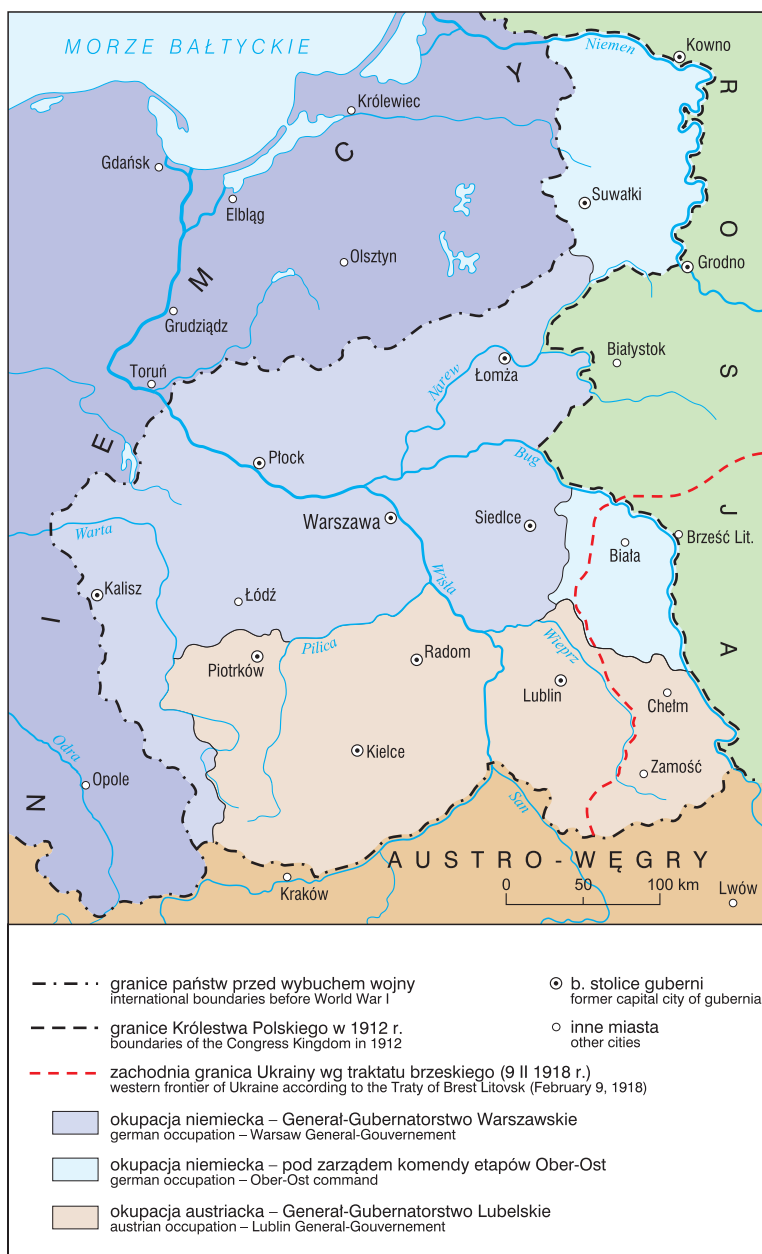 MORZE BAŁTYCKIE
Niemen
Kowno
Królewiec
Gdańsk
Elbląg
Suwałki
Olsztyn
Grodno
Grudziądz
Toruń
Narew
Łomża
Białystok
Płock
Bug
Warszawa
Siedlce
Brześć Lit.
Warta
Biała
Kalisz
Łódź
Wisła
Pilica
Wieprz
Piotrków
Radom
Lublin
Chełm
Odra
Kielce
Opole
Zamość
San
NIEMCY
ROSJA
AUSTRO-WĘGRY
Kraków
0 50 100 km
Lwów
granice państw przed wybuchem wojny
international boundaries before World War I
granice Królestwa Polskiego w 1912 r.
boundaries of the Congress Kingdom in 1912
b. stolice guberni
former capital city of gubernia
inne miasta
other cities
zachodnia granica Ukrainy wg traktatu brzeskiego (9 II 1918 r.)
western frontier of Ukraine according to the Traty of Brest Litovsk (February 9, 1918)
okupacja niemiecka – Generał-Gubernatorstwo Warszawskie
german occupation – Warsaw General-Gouvernement
okupacja niemiecka – pod zarządem komendy etapów Ober-Ost
german occupation – Ober-Ost command
okupacja austriacka – Generał-Gubernatorstwo Lubelskie
austrian occupation – Lublin General-Gouvernement